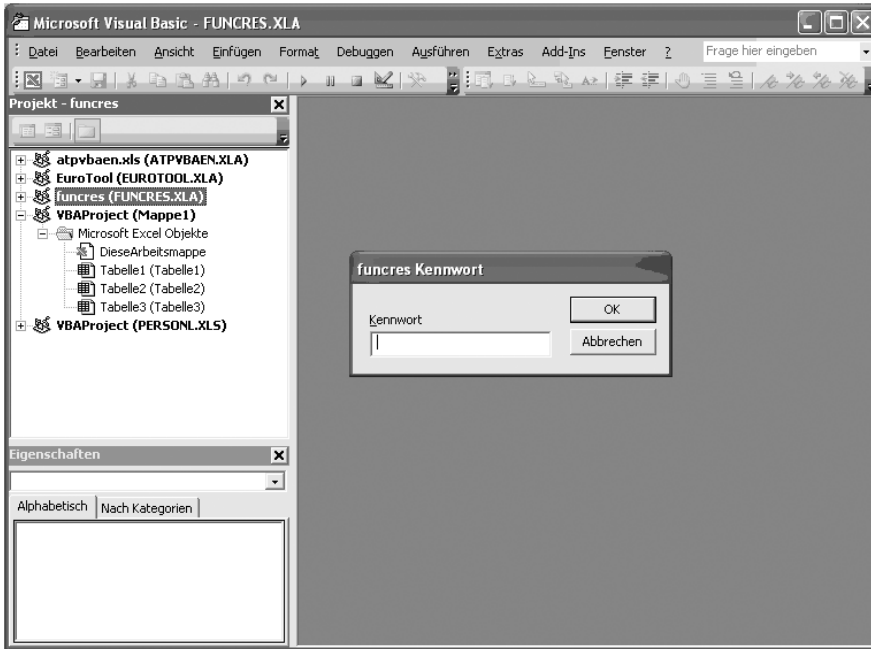 Microsoft Visual Basic - FUNCRES.XLA
Datei Bearbeiten Ansicht Einfügen Format Debuggen Ausführen Extras Add-Ins Fenster ? Frage hier eingeben
Projekt - funcres
atpvbaen.xls (ATPVBAEN.XLA)
EuroTool (EUROTOOL.XLA)
funcres (FUNCRES.XLA)
VBAProject (Mappe1)
Microsoft Excel Objekte
DieseArbeitsmappe
Tabelle1 (Tabelle1)
Tabelle2 (Tabelle2)
Tabelle3 (Tabelle3)
VBAProject (PERSONL.XLS)
funcres Kennwort
Kennwort
OK
Abbrechen
Eigenschaften
Alphabetisch Nach Kategorien